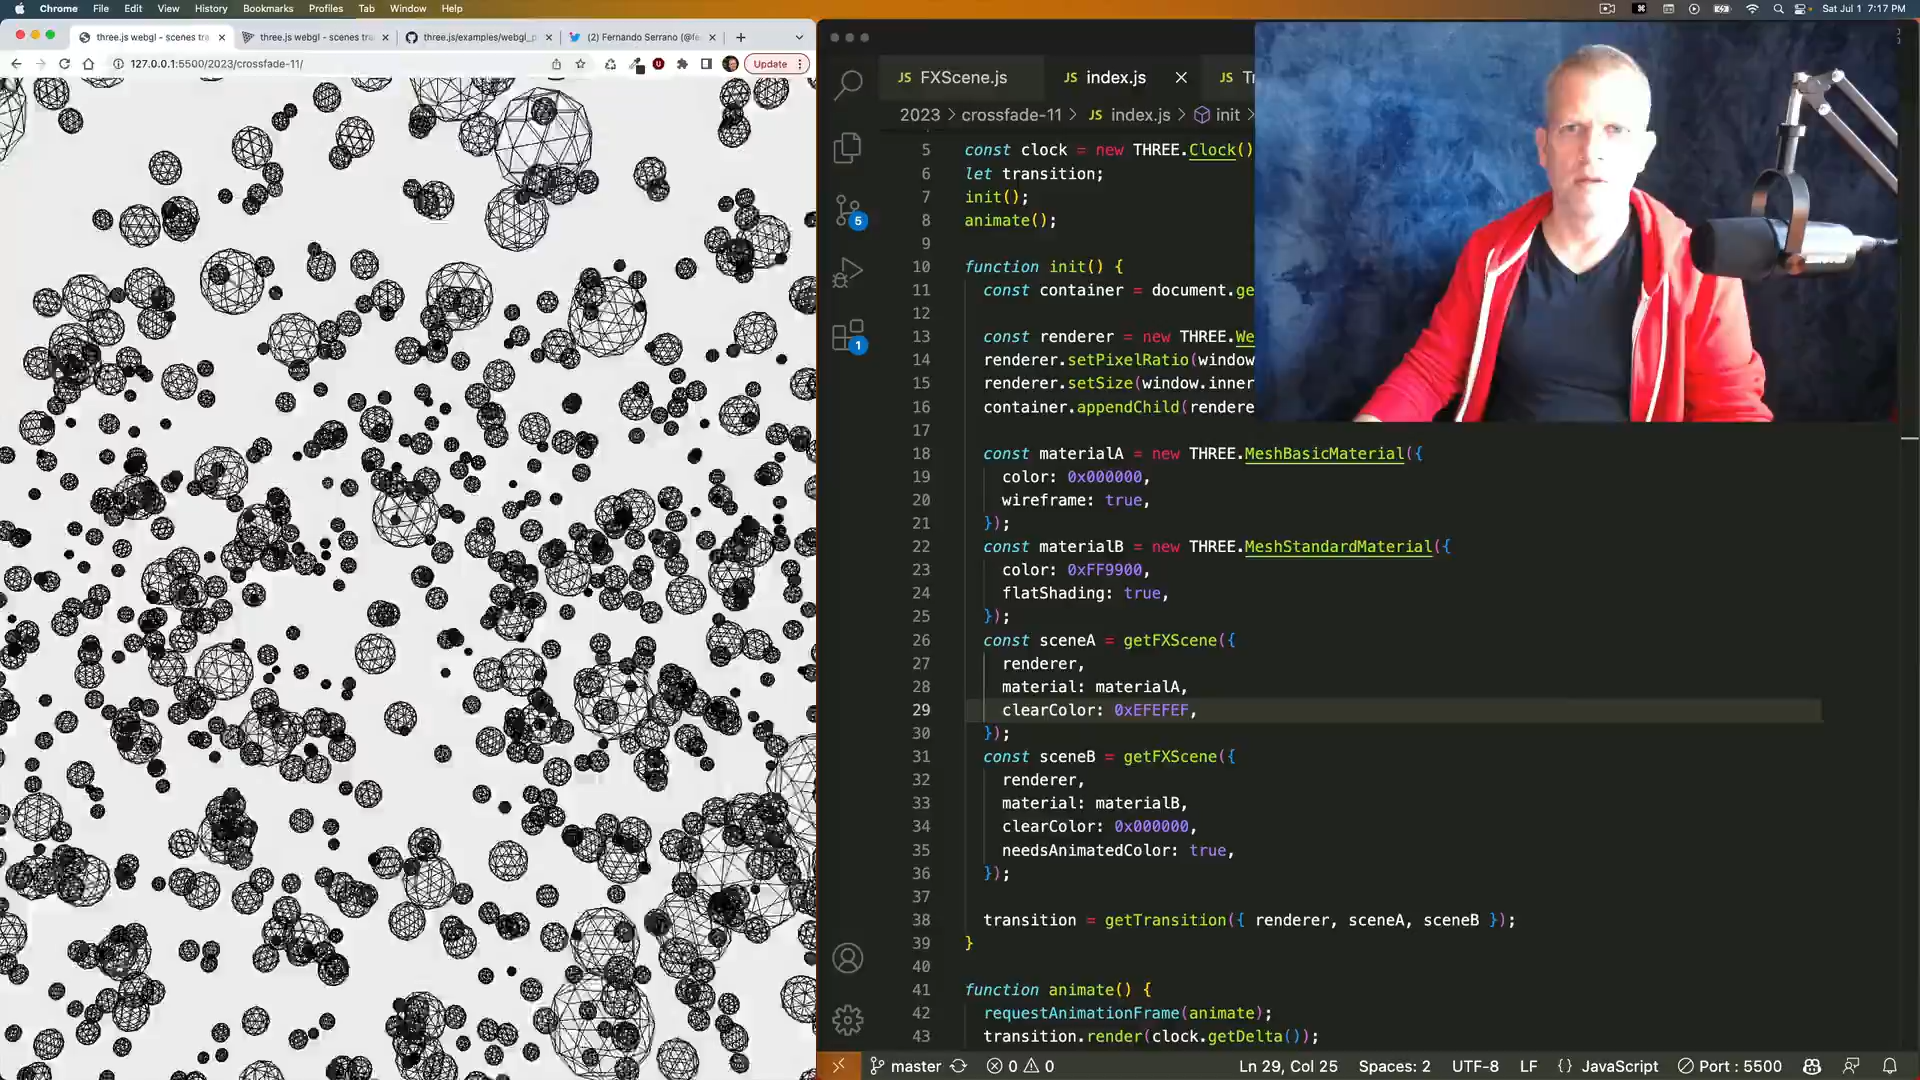 Chrome File Edit View History Bookmarks Profiles Tab Window Help
Sat Jul 1 7:17 PM
three.js webgl - scenes tra
three.js webgl - scenes tra
three.js/examples/webgl_p
(2) Fernando Serrano (@fe
127.0.0.1:5500/2023/crossfade-11/
Update
JS FXScene.js
JS index.js
JS T
2023 > crossfade-11 > JS index.js > init >
5 const clock = new THREE.Clock()
6 let transition;
7 init();
8 animate();
9
10 function init() {
11 const container = document.ge
12
13 const renderer = new THREE.We
14 renderer.setPixelRatio(window
15 renderer.setSize(window.inner
16 container.appendChild(rendere
17
18 const materialA = new THREE.MeshBasicMaterial({
19 color: 0x000000,
20 wireframe: true,
21 });
22 const materialB = new THREE.MeshStandardMaterial({
23 color: 0xFF9900,
24 flatShading: true,
25 });
26 const sceneA = getFXScene({
27 renderer,
28 material: materialA,
29 clearColor: 0xEFEFEF,
30 });
31 const sceneB = getFXScene({
32 renderer,
33 material: materialB,
34 clearColor: 0x000000,
35 needsAnimatedColor: true,
36 });
37
38 transition = getTransition({ renderer, sceneA, sceneB });
39 }
40
41 function animate() {
42 requestAnimationFrame(animate);
43 transition.render(clock.getDelta());
5
1
master 0 0 Ln 29, Col 25 Spaces: 2 UTF-8 LF {} JavaScript Port : 5500